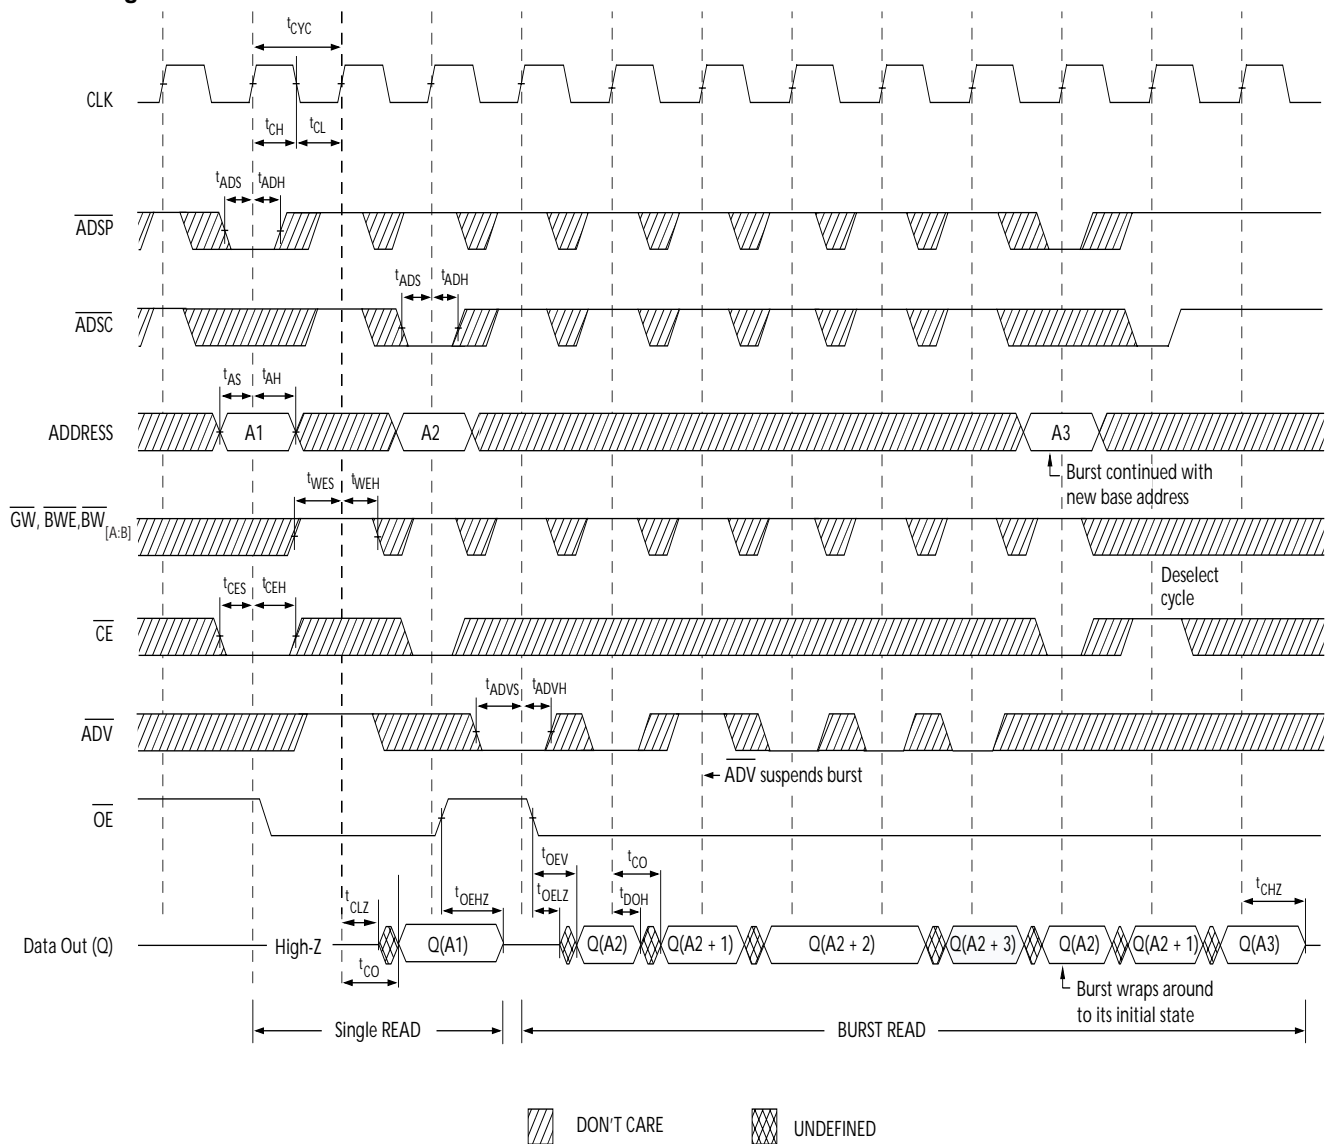 tCYC
CLK
tCH
tCL
tADS
tADH
ADSP
tADS
tADH
ADSC
tAS
tAH
ADDRESS
A1
A2
A3
Burst continued with
new base address
tWES
tWEH
GW, BWE,BW[A:B]
Deselect
cycle
tCES
tCEH
CE
tADVS
tADVH
ADV
ADV suspends burst
OE
tOEV
tCO
tCLZ
tOEHZ
tOELZ
tDOH
tCHZ
Data Out (Q)
High-Z
Q(A1)
Q(A2)
Q(A2 + 1)
Q(A2 + 2)
Q(A2 + 3)
Q(A2)
Q(A2 + 1)
Q(A3)
tCO
Burst wraps around
to its initial state
Single READ
BURST READ
DON'T CARE
UNDEFINED